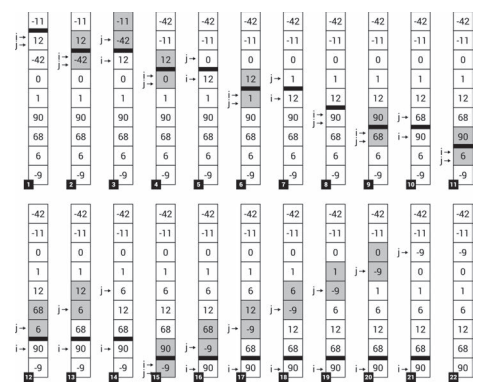 -11 -11 -11 -42 -42 -42 -42 -42 -42 -42 -42
i → j → 12 12 j → -42 -11 -11 -11 -11 -11 -11 -11 -11
-42 i → j → -42 i → 12 12 j → 0 0 0 0 0 0 0
0 0 0 i → j → 0 i → 12 12 j → 1 1 1 1 1
1 1 1 1 1 i → j → 1 i → 12 12 12 12 12
90 90 90 90 90 90 90 i → j → 90 90 j → 68 68
68 68 68 68 68 68 68 68 i → j → 68 i → 90 90
6 6 6 6 6 6 6 6 6 6 i → j → 6
-9 -9 -9 -9 -9 -9 -9 -9 -9 -9 -9
1 2 3 4 5 6 7 8 9 10 11
-42 -42 -42 -42 -42 -42 -42 -42 -42 -42 -42
-11 -11 -11 -11 -11 -11 -11 -11 -11 -11 -11
0 0 0 0 0 0 0 0 0 j → -9 -9
1 1 1 1 1 1 1 1 j → -9 0 0
12 12 j → 6 6 6 6 6 j → -9 1 1 1
68 j → 6 12 12 12 12 j → -9 6 6 6 6
j → 6 68 68 68 68 j → -9 12 12 12 12 12
i → 90 i → 90 i → 90 90 j → -9 68 68 68 68 68 68
-9 -9 -9 i → j → -9 i → 90 i → 90 i → 90 i → 90 i → 90 i → 90 90
12 13 14 15 16 17 18 19 20 21 22